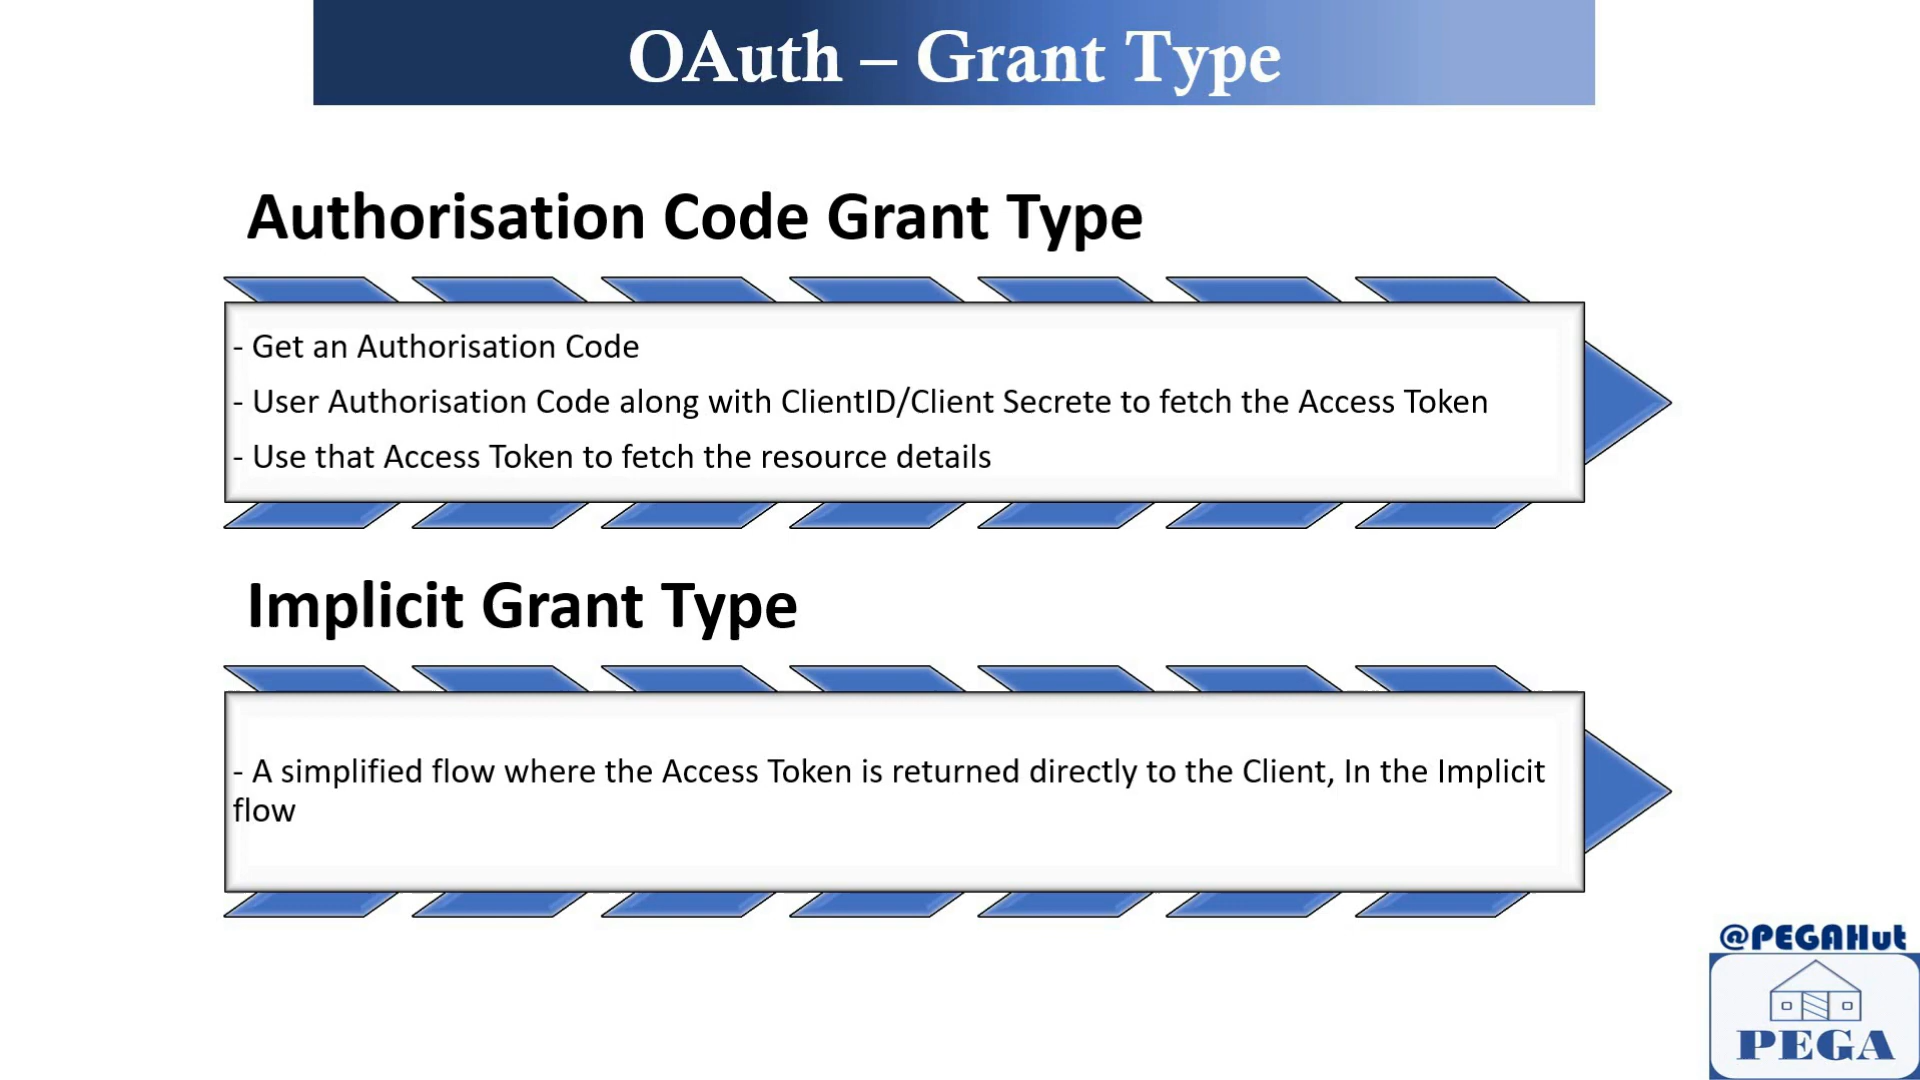 OAuth – Grant Type
Authorisation Code Grant Type
- Get an Authorisation Code
- User Authorisation Code along with ClientID/Client Secrete to fetch the Access Token
- Use that Access Token to fetch the resource details
Implicit Grant Type
- A simplified flow where the Access Token is returned directly to the Client, In the Implicit
flow
@PEGAHut
PEGA